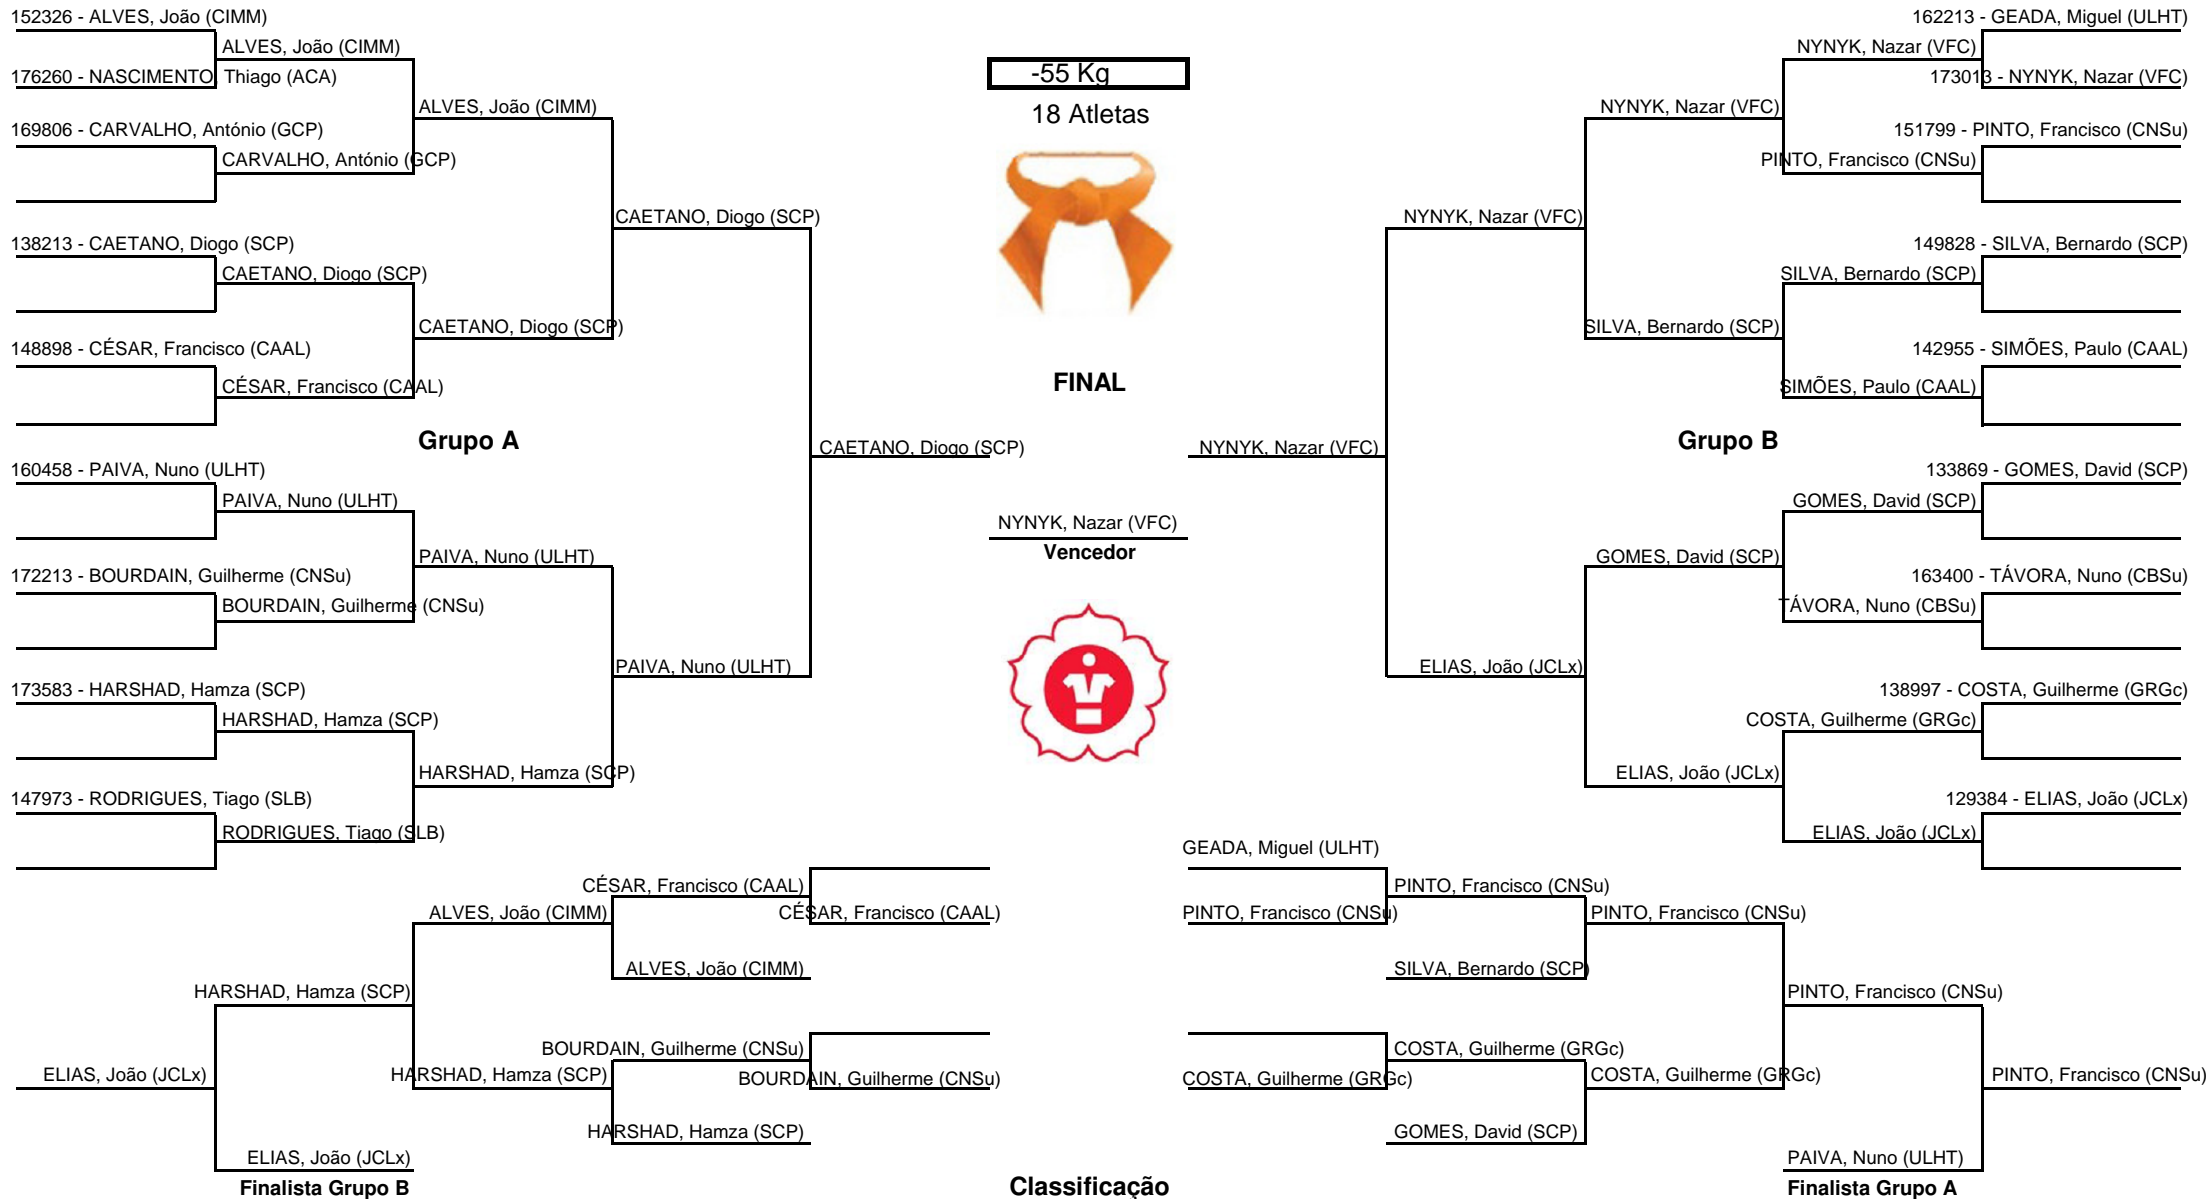 152326 - ALVES, João (CIMM)
ALVES, João (CIMM)
176260 - NASCIMENTO, Thiago (ACA)
ALVES, João (CIMM)
169806 - CARVALHO, António (GCP)
CARVALHO, António (GCP)
CAETANO, Diogo (SCP)
138213 - CAETANO, Diogo (SCP)
CAETANO, Diogo (SCP)
CAETANO, Diogo (SCP)
148898 - CÉSAR, Francisco (CAAL)
CÉSAR, Francisco (CAAL)
Grupo A
CAETANO, Diogo (SCP)
160458 - PAIVA, Nuno (ULHT)
PAIVA, Nuno (ULHT)
PAIVA, Nuno (ULHT)
172213 - BOURDAIN, Guilherme (CNSu)
BOURDAIN, Guilherme (CNSu)
PAIVA, Nuno (ULHT)
173583 - HARSHAD, Hamza (SCP)
HARSHAD, Hamza (SCP)
HARSHAD, Hamza (SCP)
147973 - RODRIGUES, Tiago (SLB)
RODRIGUES, Tiago (SLB)
-55 Kg
18 Atletas
FINAL
NYNYK, Nazar (VFC)
Vencedor
162213 - GEADA, Miguel (ULHT)
NYNYK, Nazar (VFC)
173013 - NYNYK, Nazar (VFC)
NYNYK, Nazar (VFC)
151799 - PINTO, Francisco (CNSu)
PINTO, Francisco (CNSu)
NYNYK, Nazar (VFC)
149828 - SILVA, Bernardo (SCP)
SILVA, Bernardo (SCP)
SILVA, Bernardo (SCP)
142955 - SIMÕES, Paulo (CAAL)
SIMÕES, Paulo (CAAL)
Grupo B
NYNYK, Nazar (VFC)
133869 - GOMES, David (SCP)
GOMES, David (SCP)
GOMES, David (SCP)
163400 - TÁVORA, Nuno (CBSu)
TÁVORA, Nuno (CBSu)
ELIAS, João (JCLx)
138997 - COSTA, Guilherme (GRGc)
COSTA, Guilherme (GRGc)
ELIAS, João (JCLx)
129384 - ELIAS, João (JCLx)
ELIAS, João (JCLx)
CÉSAR, Francisco (CAAL)
ALVES, João (CIMM)
CÉSAR, Francisco (CAAL)
ALVES, João (CIMM)
HARSHAD, Hamza (SCP)
BOURDAIN, Guilherme (CNSu)
ELIAS, João (JCLx)
HARSHAD, Hamza (SCP)
BOURDAIN, Guilherme (CNSu)
HARSHAD, Hamza (SCP)
ELIAS, João (JCLx)
Finalista Grupo B
GEADA, Miguel (ULHT)
PINTO, Francisco (CNSu)
PINTO, Francisco (CNSu)
PINTO, Francisco (CNSu)
SILVA, Bernardo (SCP)
PINTO, Francisco (CNSu)
COSTA, Guilherme (GRGc)
COSTA, Guilherme (GRGc)
COSTA, Guilherme (GRGc)
PINTO, Francisco (CNSu)
GOMES, David (SCP)
PAIVA, Nuno (ULHT)
Finalista Grupo A
Classificação